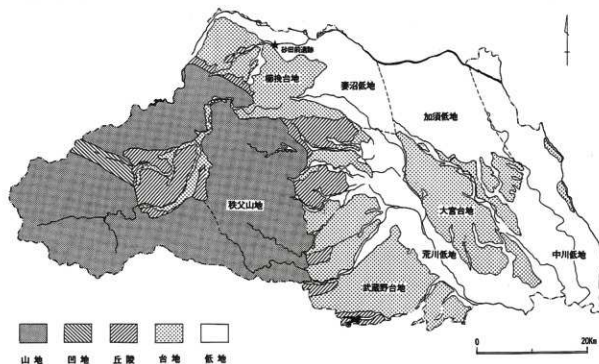 砂田前遺跡
櫛挽台地
妻沼低地
加須低地
秩父山地
大宮台地
荒川低地
中川低地
武蔵野台地
山地 凹地 丘陵 台地 低地
0 20Km